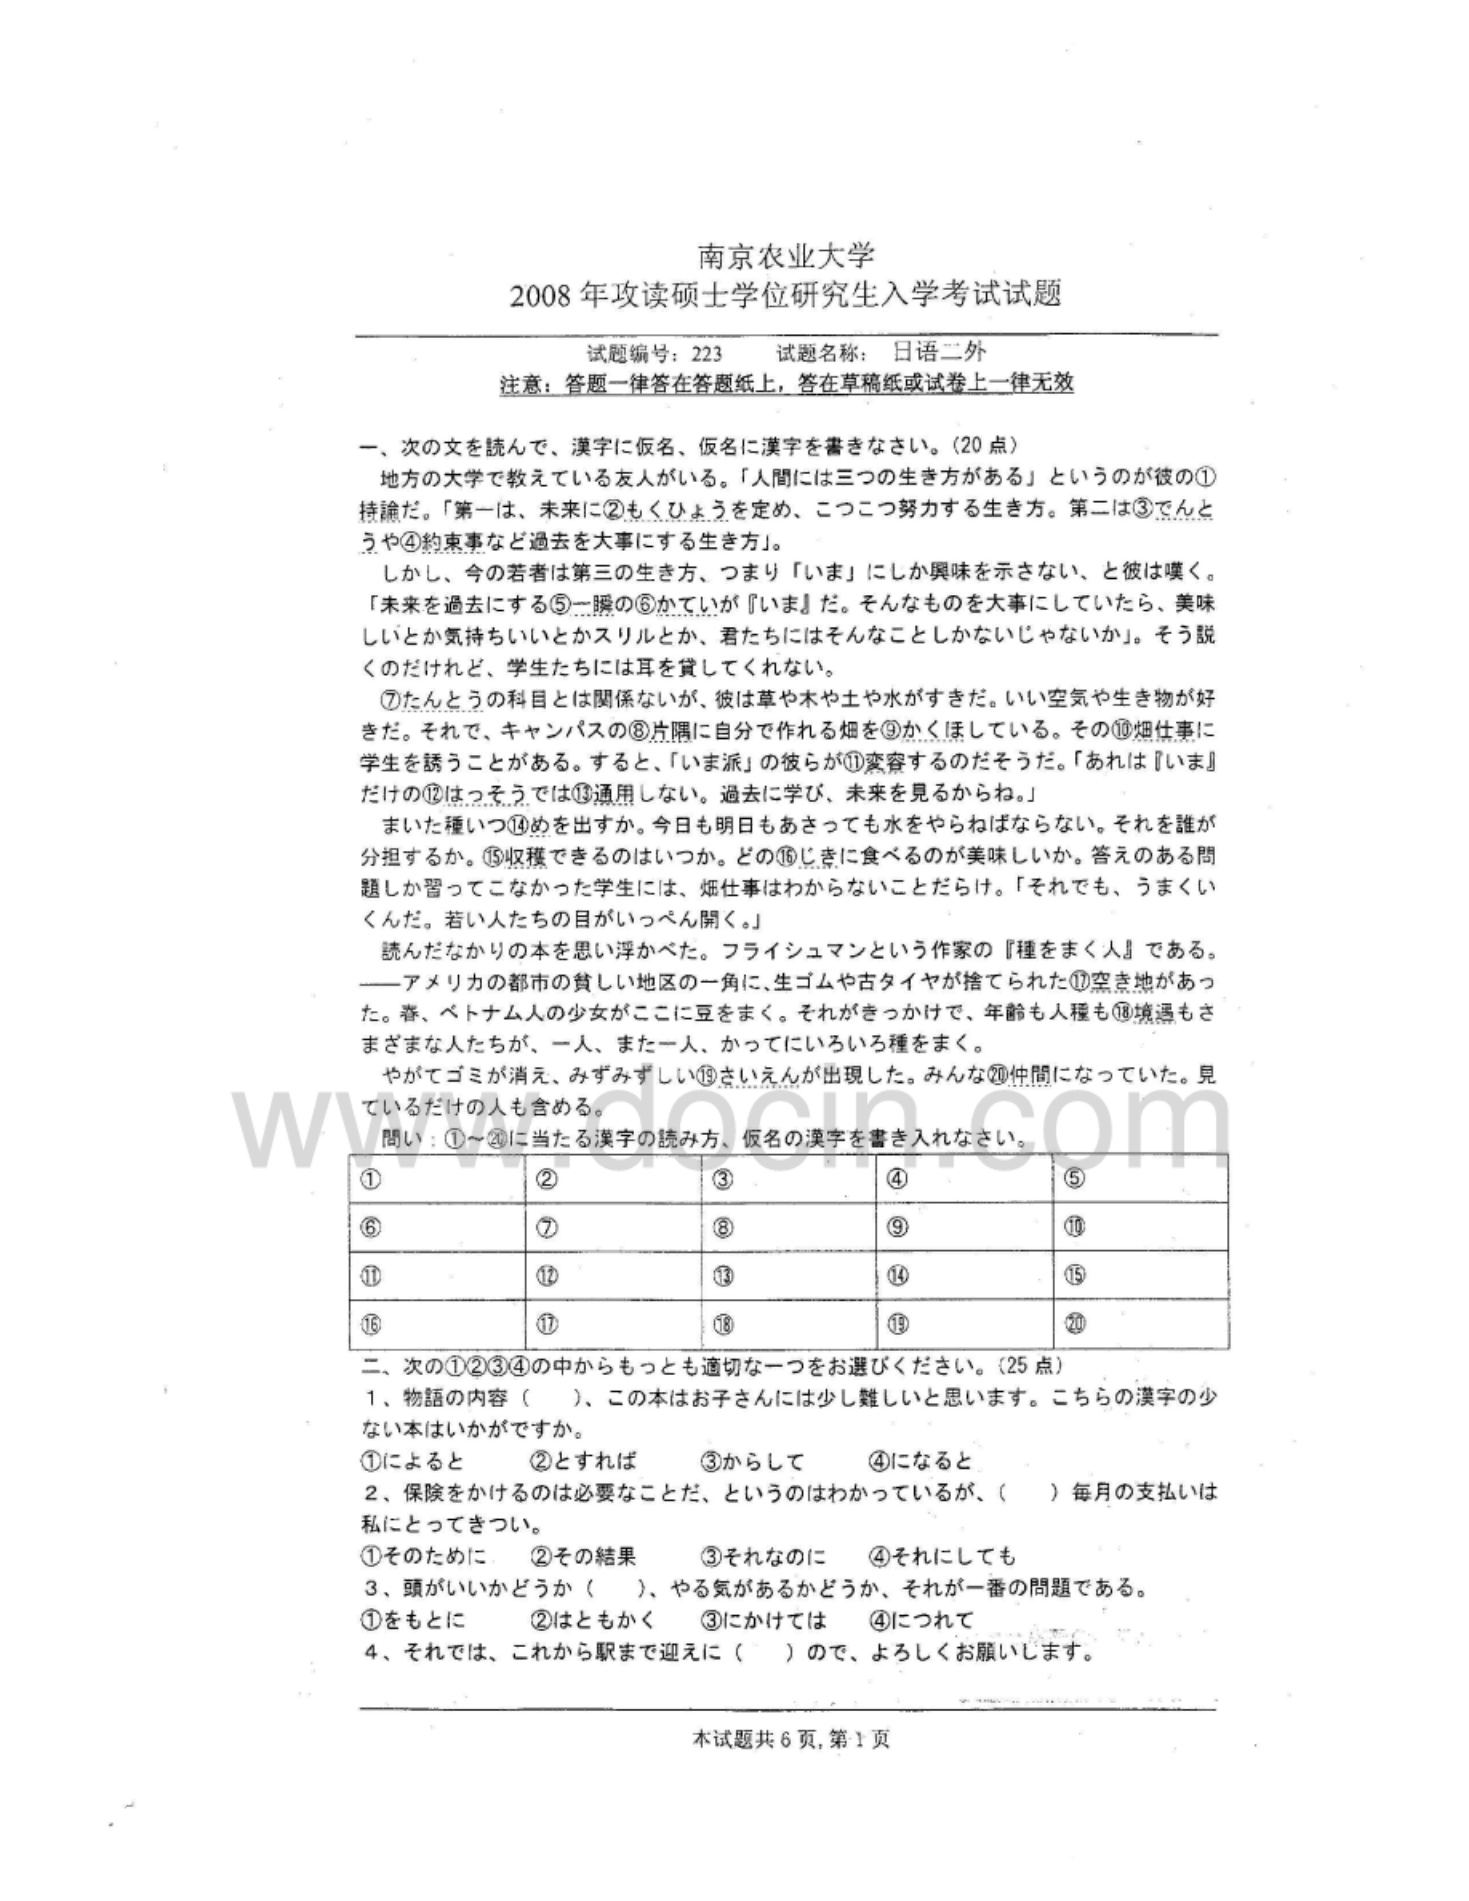 南京农业大学
2008 年攻读硕士学位研究生入学考试试题
试题编号：223 试题名称： 日语二外
注意：答题一律答在答题纸上，答在草稿纸或试卷上一律无效
一、次の文を読んで、漢字に仮名、仮名に漢字を書きなさい。（20 点）
地方の大学で教えている友人がいる。「人間には三つの生き方がある」というのが彼の①
持論だ。「第一は、未来に②もくひょうを定め、こつこつ努力する生き方。第二は③でんと
うや④約束事など過去を大事にする生き方」。
しかし、今の若者は第三の生き方、つまり「いま」にしか興味を示さない、と彼は嘆く。
「未来を過去にする⑤一瞬の⑥かていが『いま』だ。そんなものを大事にしていたら、美味
しいとか気持ちいいとかスリルとか、君たちにはそんなことしかないじゃないか」。そう説
くのだけれど、学生たちには耳を貸してくれない。
⑦たんとうの科目とは関係ないが、彼は草や木や土や水がすきだ。いい空気や生き物が好
きだ。それで、キャンパスの⑧片隅に自分で作れる畑を⑨かくほしている。その⑩畑仕事に
学生を誘うことがある。すると、「いま派」の彼らが⑪変容するのだそうだ。「あれは『いま』
だけの⑫はっそうでは⑬通用しない。過去に学び、未来を見るからね。」
まいた種いつ⑭めを出すか。今日も明日もあさっても水をやらねばならない。それを誰が
分担するか。⑮収穫できるのはいつか。どの⑯じきに食べるのが美味しいか。答えのある問
題しか習ってこなかった学生には、畑仕事はわからないことだらけ。「それでも、うまくい
くんだ。若い人たちの目がいっぺん開く。」
読んだなかりの本を思い浮かべた。フライシュマンという作家の『種をまく人』である。
――アメリカの都市の貧しい地区の一角に、生ゴムや古タイヤが捨てられた⑰空き地があっ
た。春、ベトナム人の少女がここに豆をまく。それがきっかけで、年齢も人種も⑱境遇もさ
まざまな人たちが、一人、また一人、かってにいろいろ種をまく。
やがてゴミが消え、みずみずしい⑲さいえんが出現した。みんな⑳仲間になっていた。見
ているだけの人も含める。
問い：①～⑳に当たる漢字の読み方、仮名の漢字を書き入れなさい。
① ② ③ ④ ⑤
⑥ ⑦ ⑧ ⑨ ⑩
⑪ ⑫ ⑬ ⑭ ⑮
⑯ ⑰ ⑱ ⑲ ⑳
二、次の①②③④の中からもっとも適切な一つをお選びください。（25 点）
1、物語の内容（ ）、この本はお子さんには少し難しいと思います。こちらの漢字の少
ない本はいかがですか。
①によると ②とすれば ③からして ④になると
2、保険をかけるのは必要なことだ、というのはわかっているが、（ ）毎月の支払いは
私にとってきつい。
①そのために ②その結果 ③それなのに ④それにしても
3、頭がいいかどうか（ ）、やる気があるかどうか、それが一番の問題である。
①をもとに ②はともかく ③にかけては ④につれて
4、それでは、これから駅まで迎えに（ ）ので、よろしくお願いします。
本试题共 6 页, 第 1 页
www.docin.com